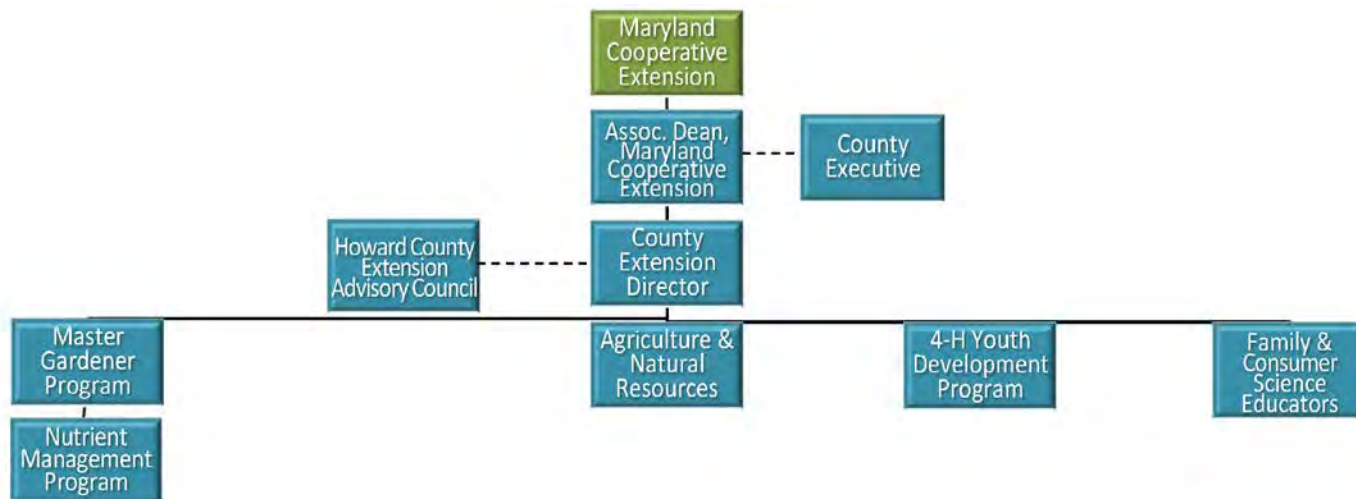 Maryland
Cooperative
Extension
Assoc. Dean,
Maryland
Cooperative
Extension
County
Executive
Howard County
Extension
Advisory Council
County
Extension
Director
Master
Gardener
Program
Agriculture &
Natural
Resources
4-H Youth
Development
Program
Family &
Consumer
Science
Educators
Nutrient
Management
Program